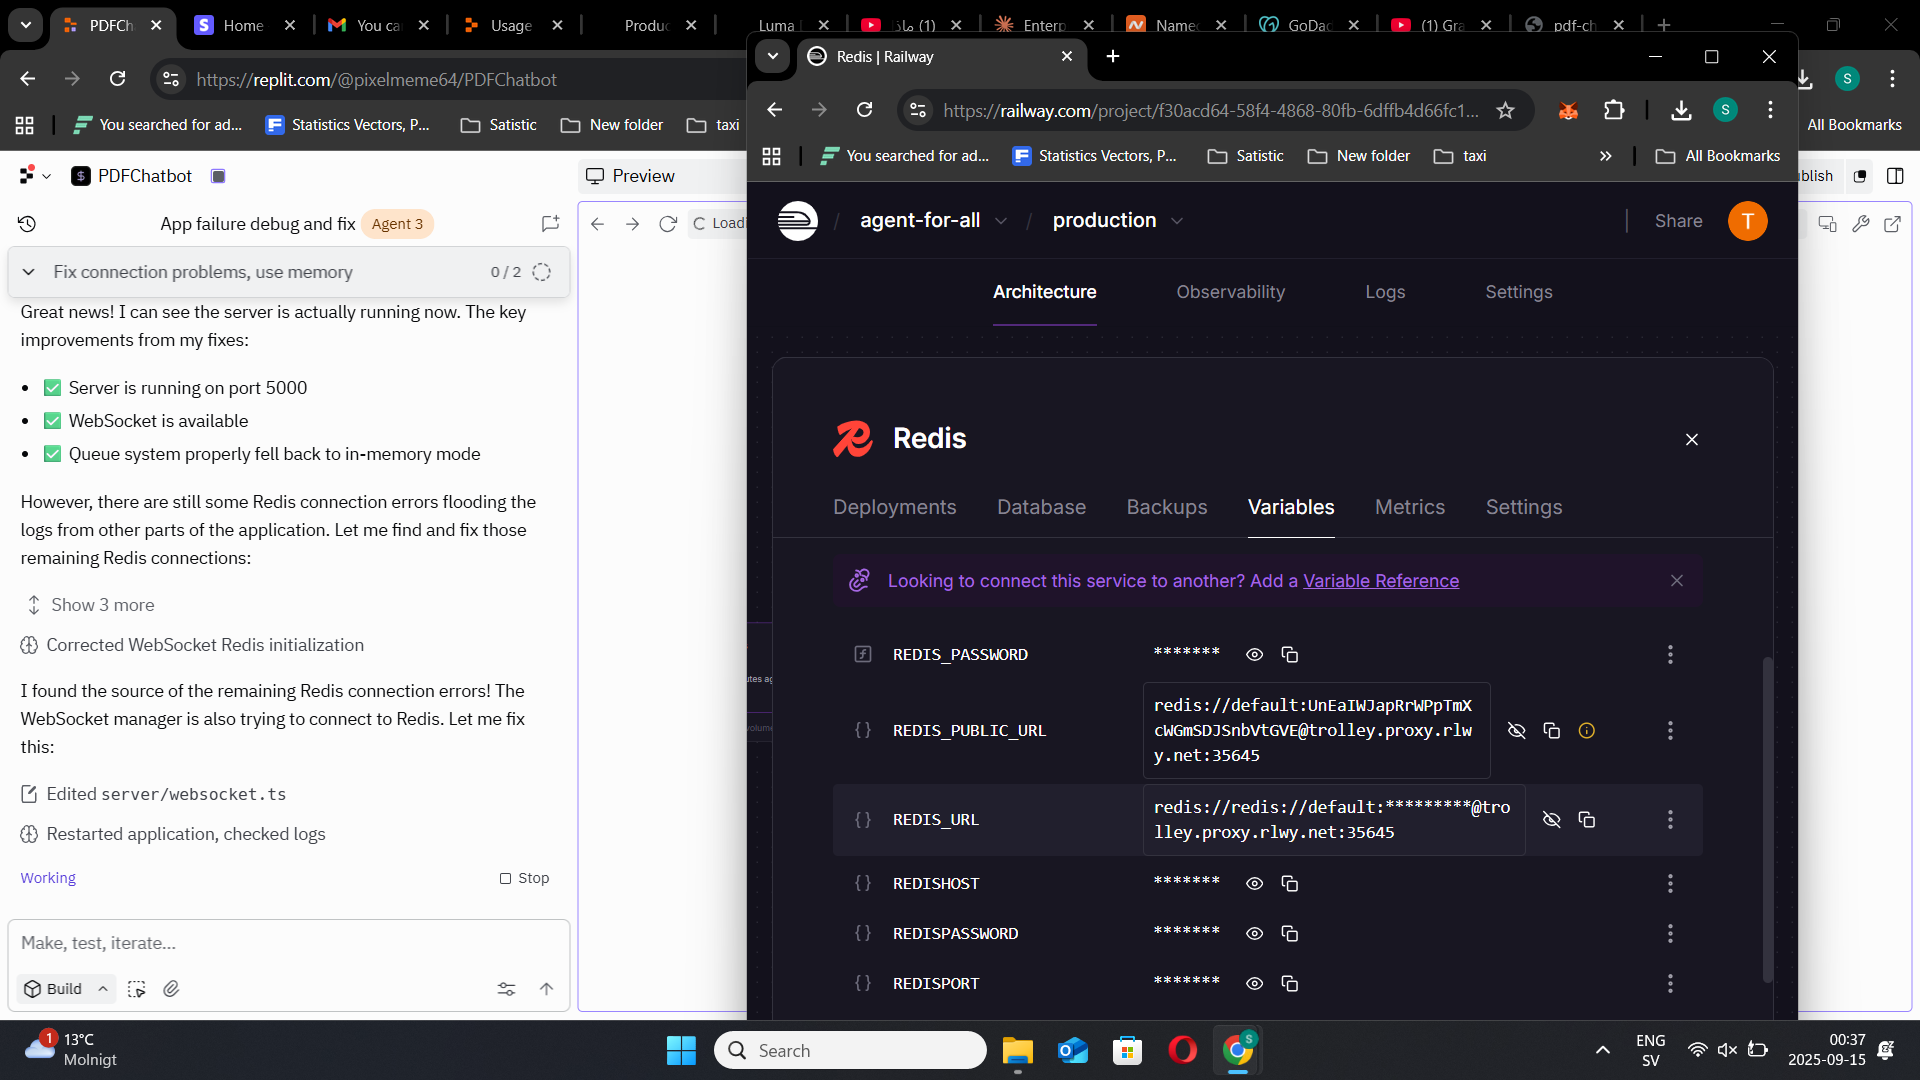 PDFCh
Home
You ca
Usage
Produc
Luma
(1)
Enterp
Namec
GoDac
(1) Gra
pdf-ch
https://replit.com/@pixelmeme64/PDFChatbot
You searched for ad...
Statistics Vectors, P...
Satistic
New folder
taxi
S
All Bookmarks
PDFChatbot
Preview
ublish
App failure debug and fix
Agent 3
Loadi
Fix connection problems, use memory
0 / 2
Great news! I can see the server is actually running now. The key
improvements from my fixes:
Server is running on port 5000
WebSocket is available
Queue system properly fell back to in-memory mode
However, there are still some Redis connection errors flooding the
logs from other parts of the application. Let me find and fix those
remaining Redis connections:
Show 3 more
Corrected WebSocket Redis initialization
I found the source of the remaining Redis connection errors! The
WebSocket manager is also trying to connect to Redis. Let me fix
this:
Edited server/websocket.ts
Restarted application, checked logs
Working
Stop
Make, test, iterate...
Build
Redis | Railway
https://railway.com/project/f30acd64-58f4-4868-80fb-6dffb4d66fc1...
S
You searched for ad...
Statistics Vectors, P...
Satistic
New folder
taxi
All Bookmarks
/ agent-for-all / production
Share
T
Architecture
Observability
Logs
Settings
Redis
Deployments
Database
Backups
Variables
Metrics
Settings
Looking to connect this service to another? Add a Variable Reference
utes ag
volume
REDIS_PASSWORD
*******
REDIS_PUBLIC_URL
redis://default:UnEaIWJapRrWPpTmX
cWGmSDJSnbVtGVE@trolley.proxy.rlw
y.net:35645
REDIS_URL
redis://redis://default:*********@tro
lley.proxy.rlwy.net:35645
REDISHOST
*******
REDISPASSWORD
*******
REDISPORT
*******
1
13°C
Molnigt
Search
S
ENG
SV
00:37
2025-09-15